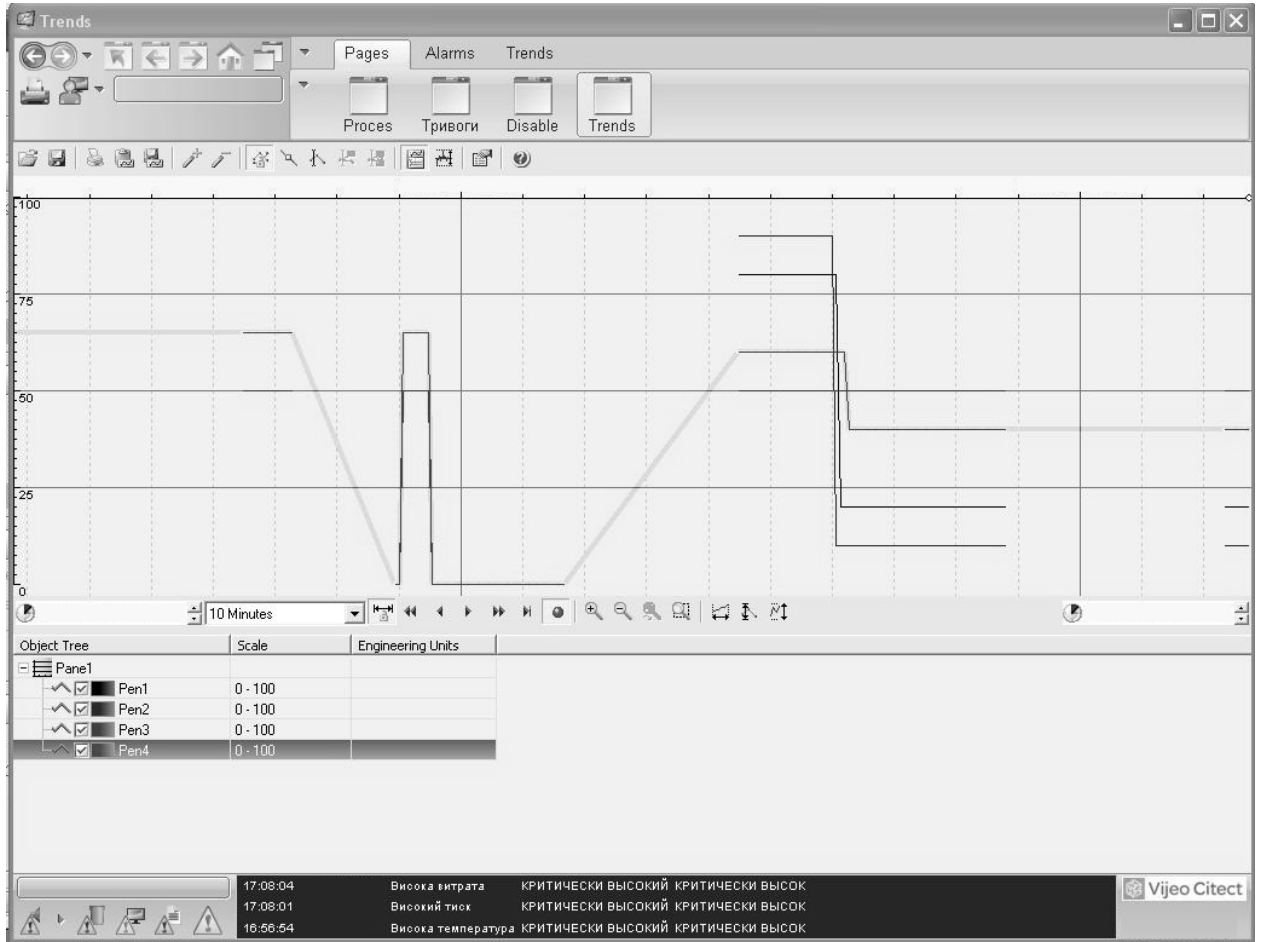 Trends
Pages Alarms Trends
Proces Тривоги Disable Trends
100
75
50
25
0
10 Minutes
Object Tree Scale Engineering Units
Pane1
Pen1 0 - 100
Pen2 0 - 100
Pen3 0 - 100
Pen4 0 - 100
17:08:04 Висока витрата КРИТИЧЕСКИ ВЫСОКИЙ КРИТИЧЕСКИ ВЫСОК
17:08:01 Високий тиск КРИТИЧЕСКИ ВЫСОКИЙ КРИТИЧЕСКИ ВЫСОК
16:56:54 Висока температура КРИТИЧЕСКИ ВЫСОКИЙ КРИТИЧЕСКИ ВЫСОК
Vijeo Citect